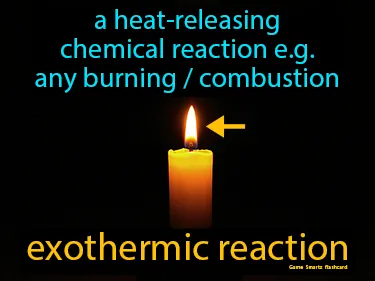 a heat-releasing
chemical reaction e.g.
any burning / combustion
exothermic reaction
Game Smartz flashcard